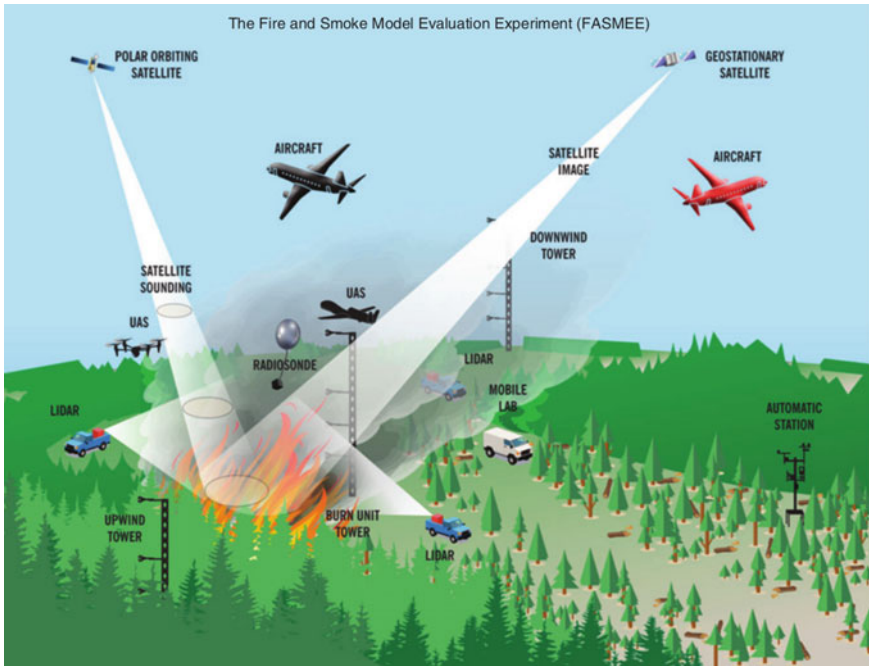 The Fire and Smoke Model Evaluation Experiment (FASMEE)
POLAR ORBITING
SATELLITE
GEOSTATIONARY
SATELLITE
AIRCRAFT
SATELLITE
IMAGE
AIRCRAFT
DOWNWIND
TOWER
SATELLITE
SOUNDING
UAS
UAS
RADIOSONDE
LIDAR
MOBILE
LAB
LIDAR
AUTOMATIC
STATION
UPWIND
TOWER
BURN UNIT
TOWER
LIDAR